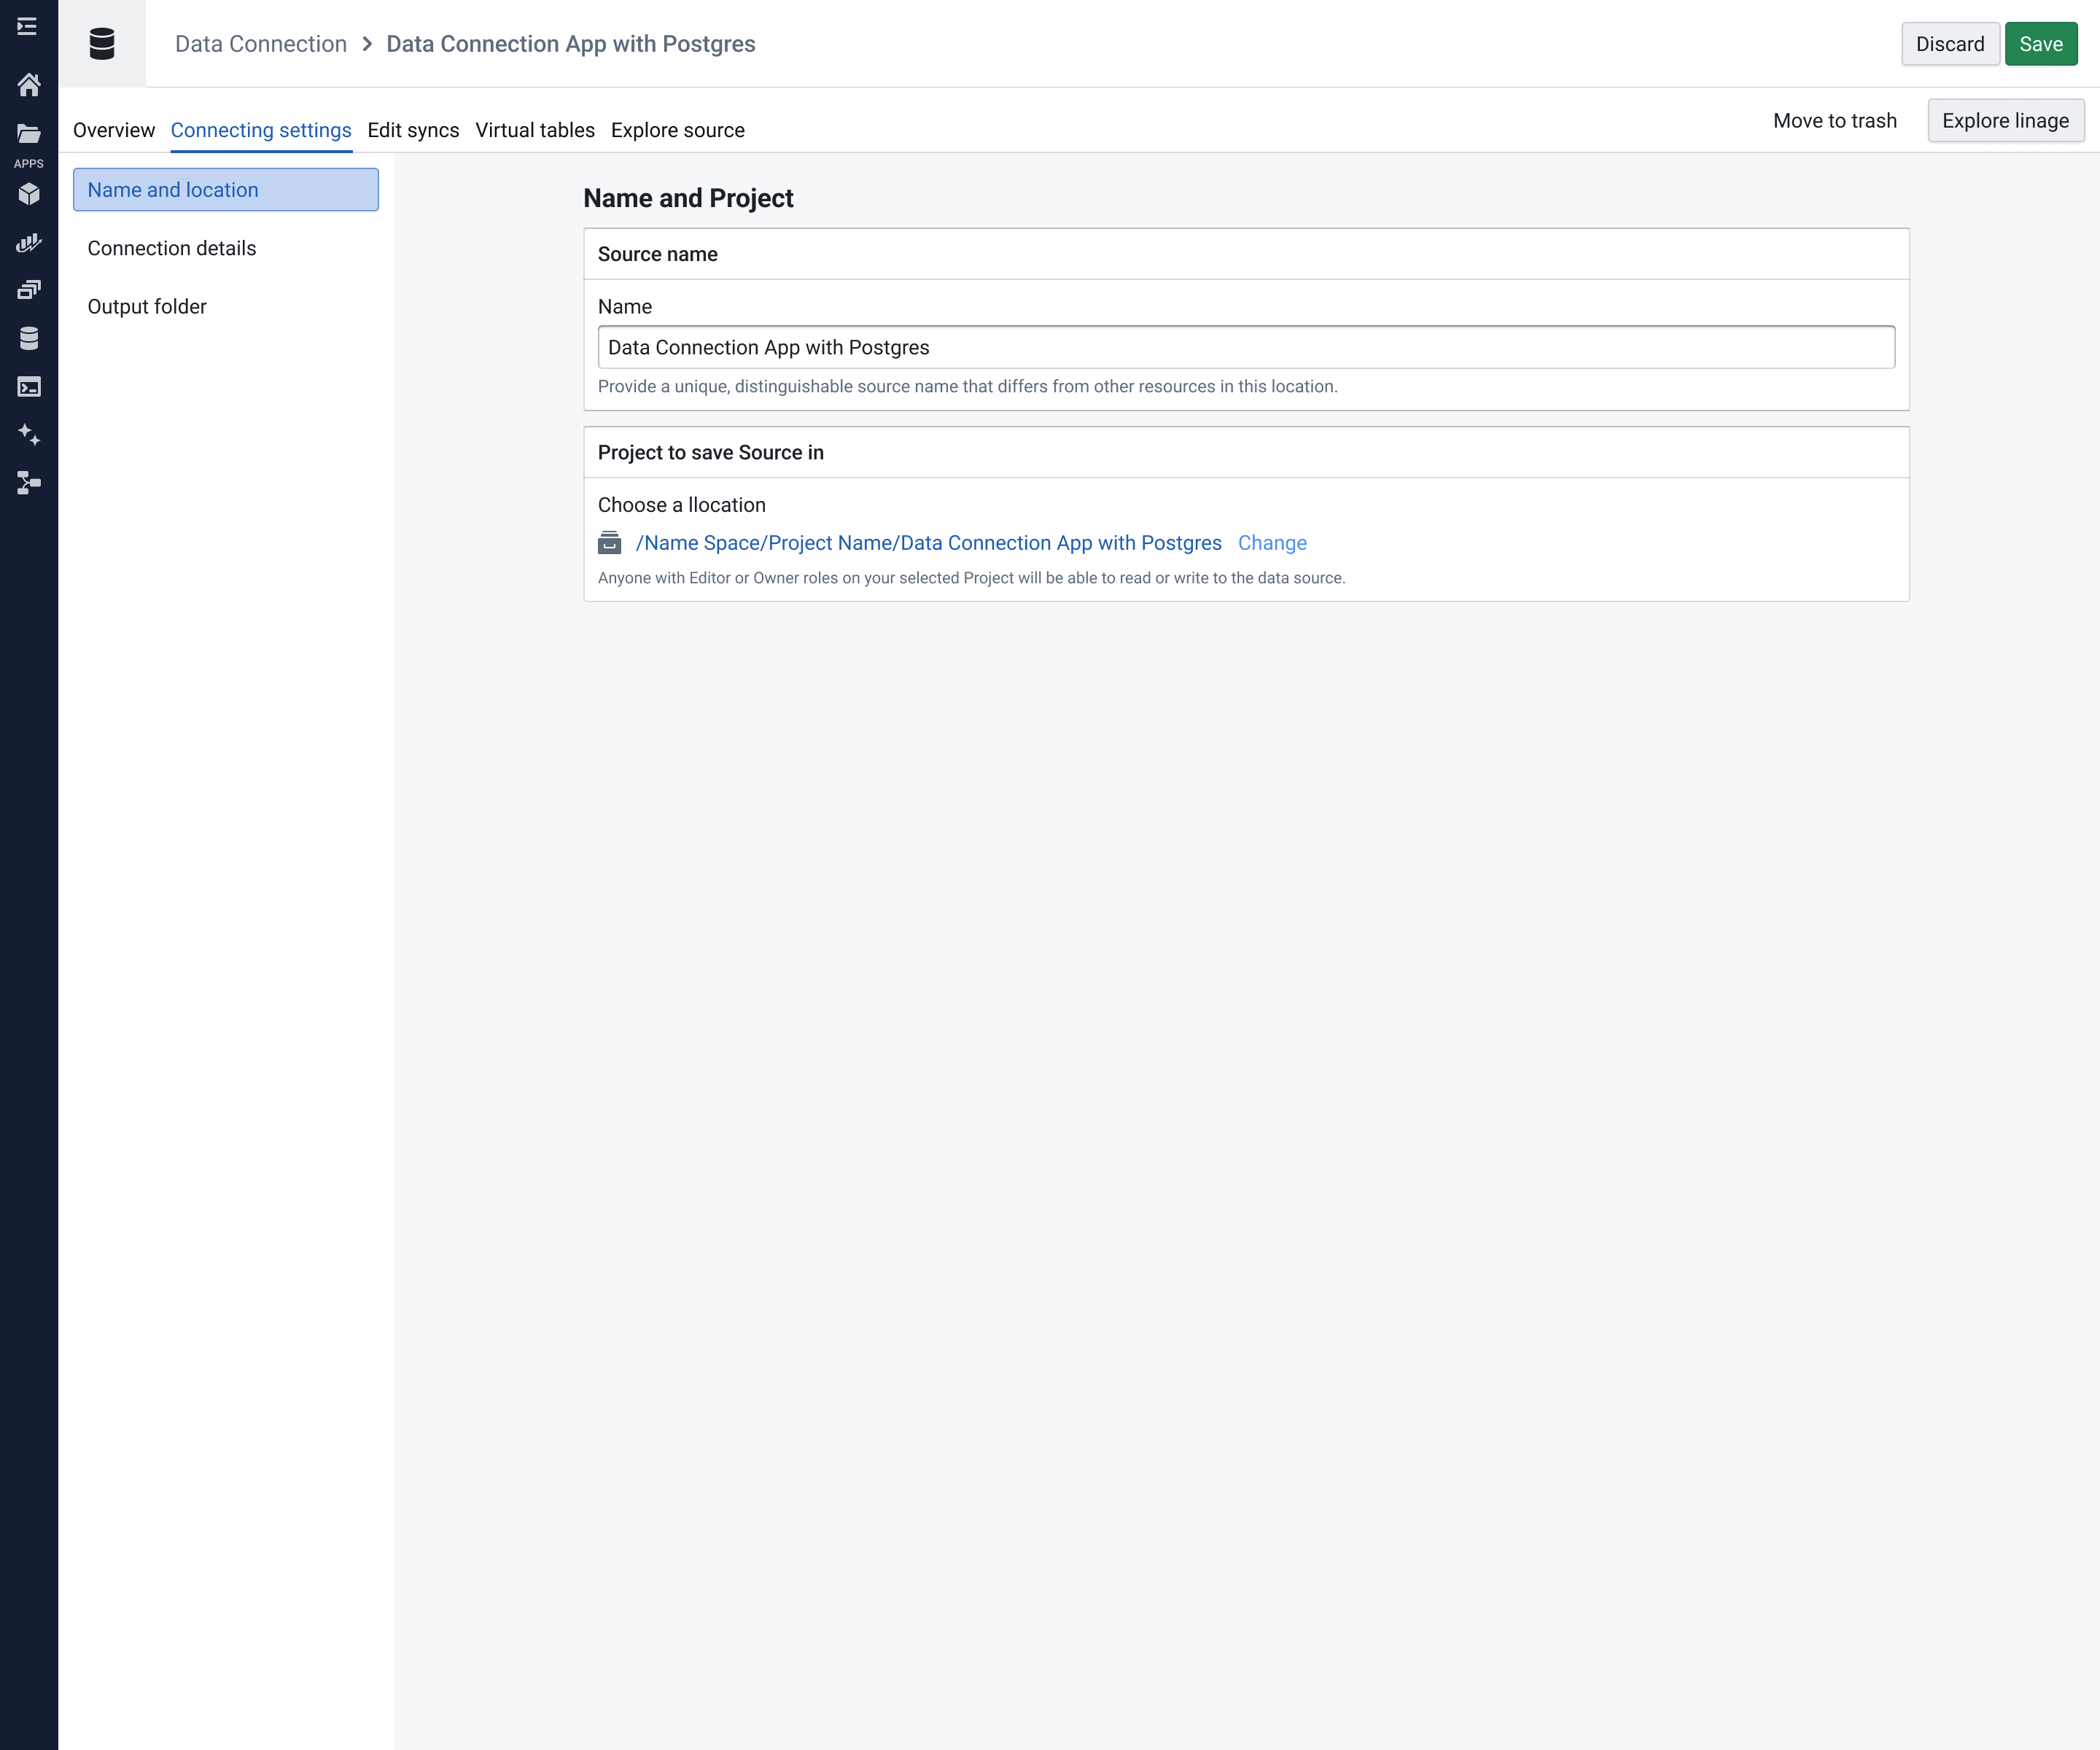 Data Connection > Data Connection App with Postgres
Discard
Save
Overview
Connecting settings
Edit syncs
Virtual tables
Explore source
Move to trash
Explore linage
APPS
Name and location
Connection details
Output folder
Name and Project
Source name
Name
Data Connection App with Postgres
Provide a unique, distinguishable source name that differs from other resources in this location.
Project to save Source in
Choose a llocation
/Name Space/Project Name/Data Connection App with Postgres Change
Anyone with Editor or Owner roles on your selected Project will be able to read or write to the data source.